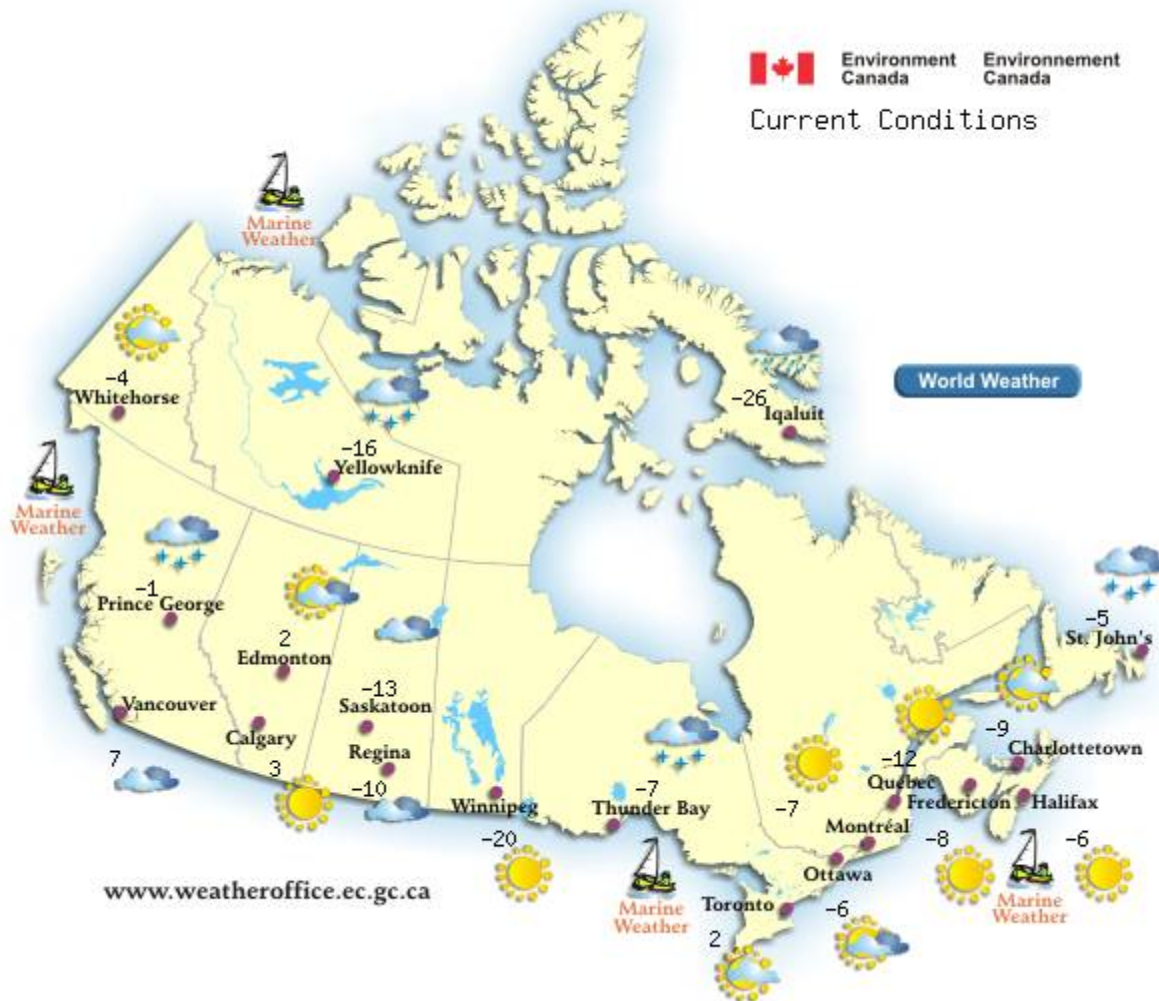 Environment Environnement
Canada Canada
Current Conditions
Marine
Weather
World Weather
-4
Whitehorse
-26
Iqaluit
-16
Yellowknife
Marine
Weather
-1
Prince George
-5
St. John's
2
Edmonton
-13
Saskatoon
Vancouver
Calgary
Regina
7
3
-10
Winnipeg
-20
-7
Thunder Bay
-9
Charlottetown
-12
Québec
Fredericton
Halifax
-7
Montréal
Ottawa
-8
-6
Marine
Weather
Marine
Weather
Toronto
-6
2
www.weatheroffice.ec.gc.ca